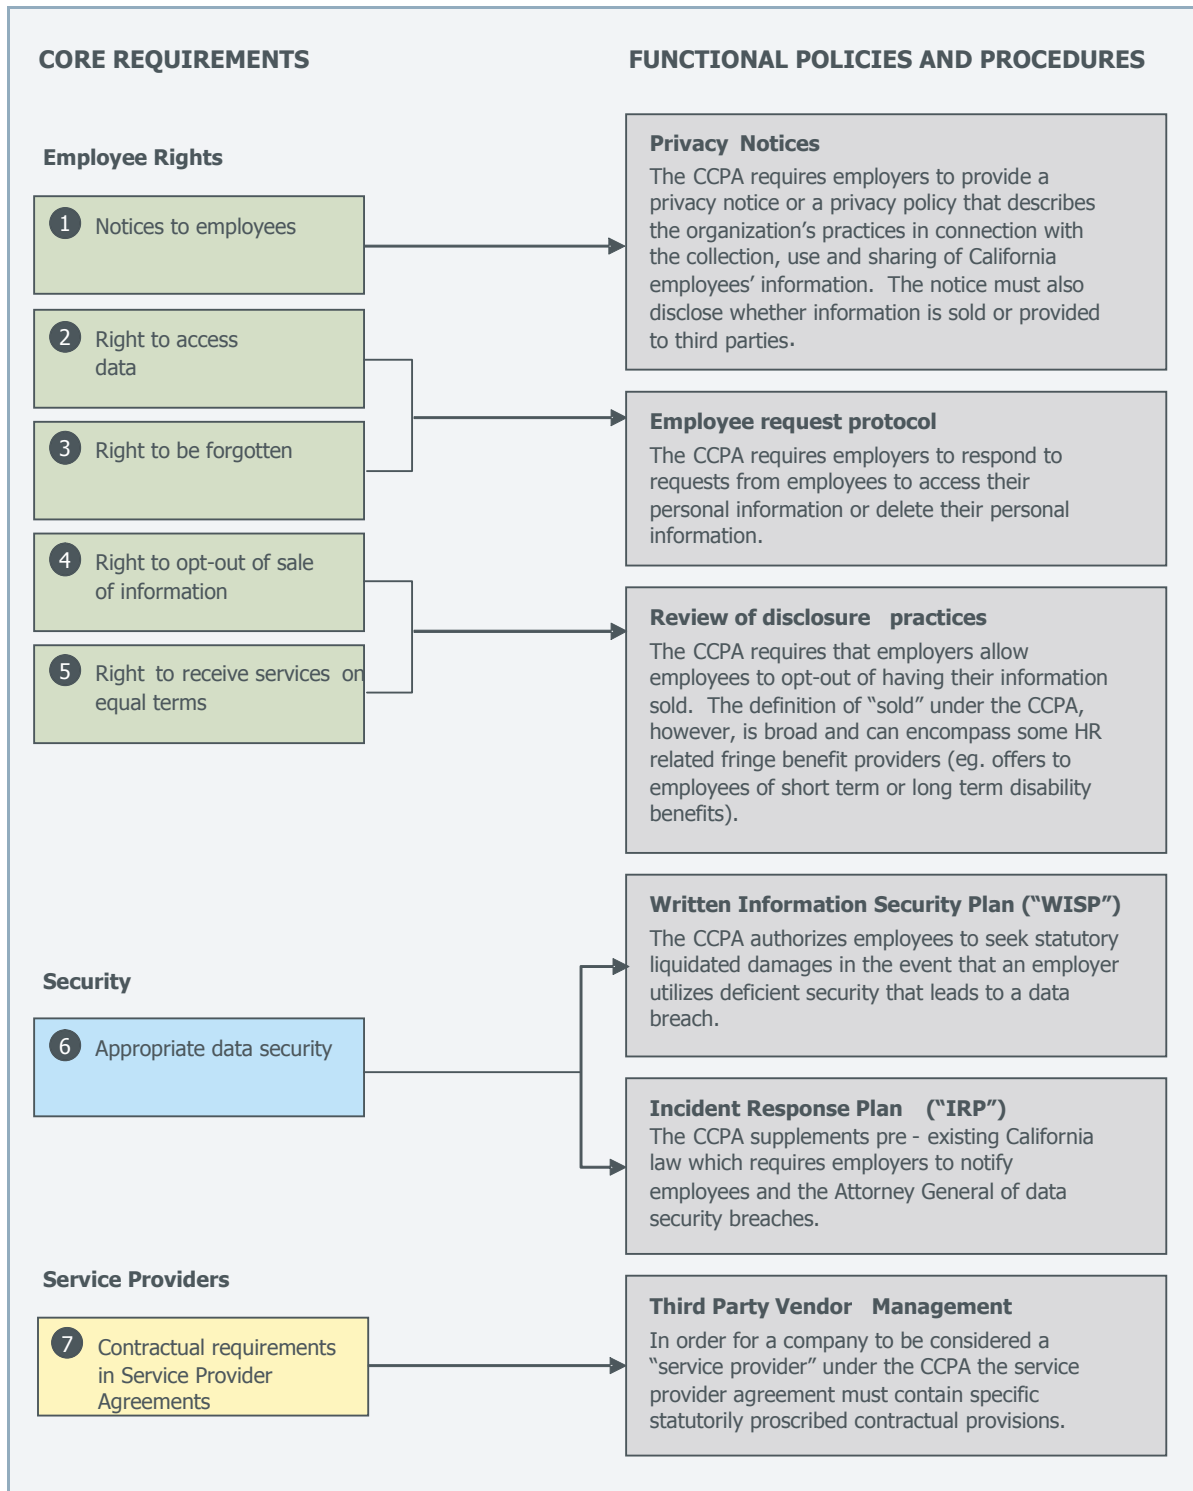 CORE REQUIREMENTS
FUNCTIONAL POLICIES AND PROCEDURES
Employee Rights
1 Notices to employees
2 Right to access
data
3 Right to be forgotten
4 Right to opt-out of sale
of information
5 Right to receive services on
equal terms
Security
6 Appropriate data security
Service Providers
7 Contractual requirements
in Service Provider
Agreements
Privacy Notices
The CCPA requires employers to provide a
privacy notice or a privacy policy that describes
the organization’s practices in connection with
the collection, use and sharing of California
employees’ information. The notice must also
disclose whether information is sold or provided
to third parties.
Employee request protocol
The CCPA requires employers to respond to
requests from employees to access their
personal information or delete their personal
information.
Review of disclosure practices
The CCPA requires that employers allow
employees to opt-out of having their information
sold. The definition of “sold” under the CCPA,
however, is broad and can encompass some HR
related fringe benefit providers (eg. offers to
employees of short term or long term disability
benefits).
Written Information Security Plan (“WISP”)
The CCPA authorizes employees to seek statutory
liquidated damages in the event that an employer
utilizes deficient security that leads to a data
breach.
Incident Response Plan (“IRP”)
The CCPA supplements pre - existing California
law which requires employers to notify
employees and the Attorney General of data
security breaches.
Third Party Vendor Management
In order for a company to be considered a
“service provider” under the CCPA the service
provider agreement must contain specific
statutorily proscribed contractual provisions.